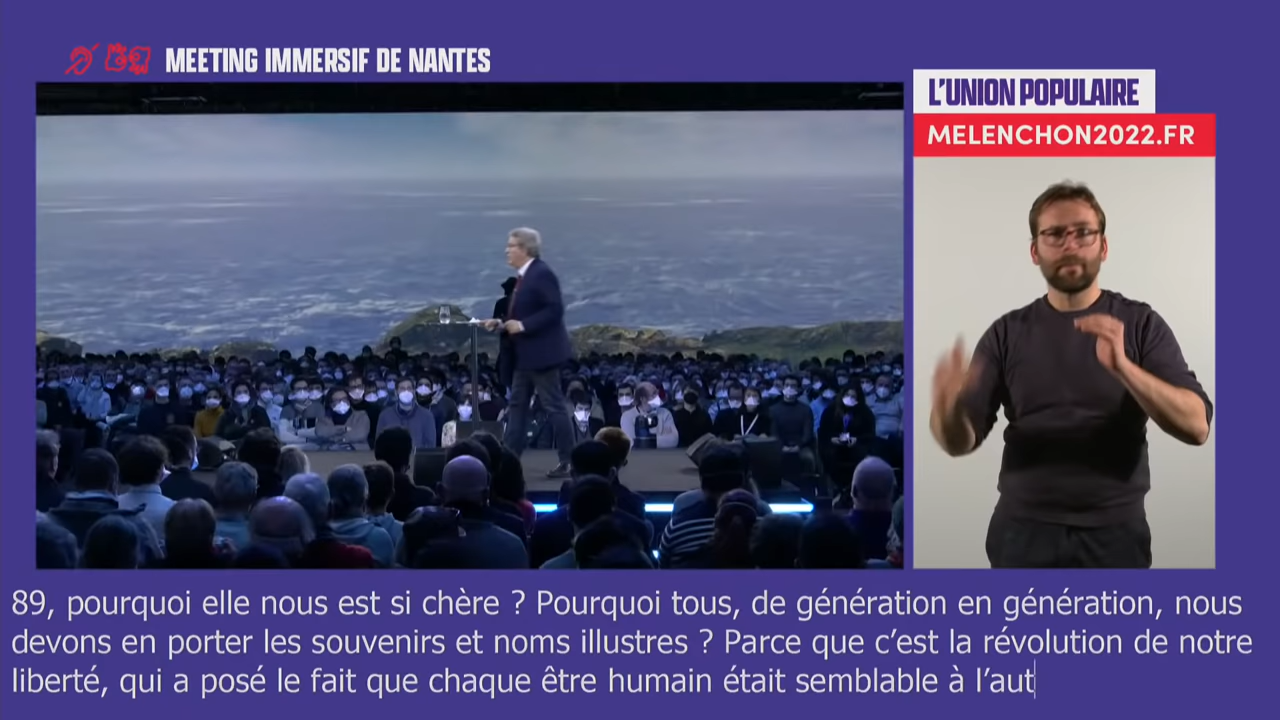 MEETING IMMERSIF DE NANTES
L'UNION POPULAIRE
MELENCHON2022.FR
89, pourquoi elle nous est si chère ? Pourquoi tous, de génération en génération, nous
devons en porter les souvenirs et noms illustres ? Parce que c’est la révolution de notre
liberté, qui a posé le fait que chaque être humain était semblable à l’aut